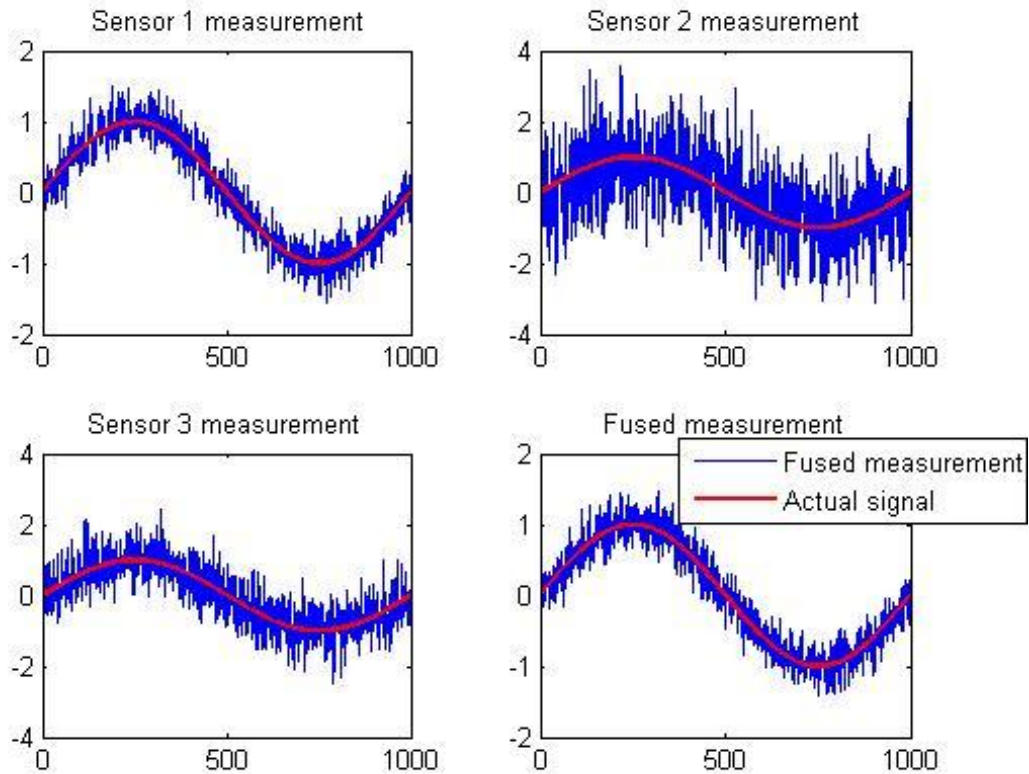 Sensor 1 measurement
2
1
0
-1
-2
0 500 1000
Sensor 2 measurement
4
2
0
-2
-4
0 500 1000
Sensor 3 measurement
4
2
0
-2
-4
0 500 1000
Fused measurement
2
1
0
-1
-2
0 500 1000
Fused measurement
Actual signal